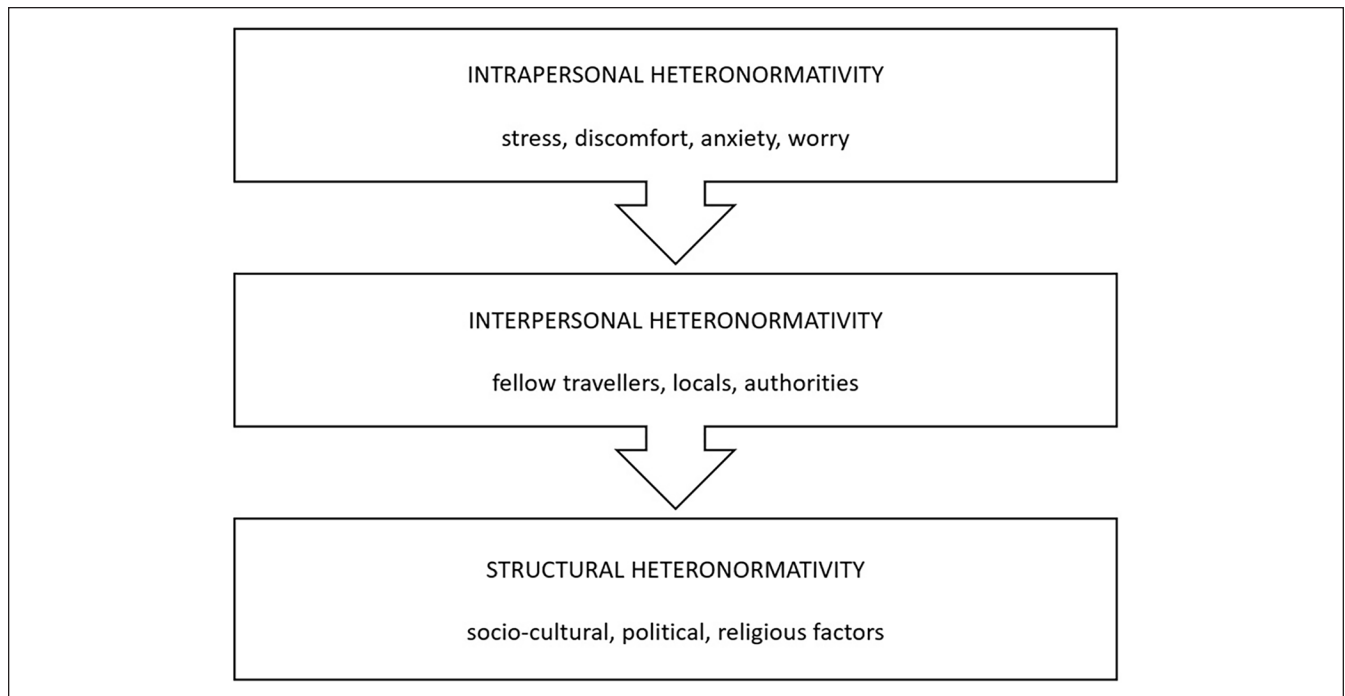 INTRAPERSONAL HETERONORMATIVITY
stress, discomfort, anxiety, worry
INTERPERSONAL HETERONORMATIVITY
fellow travellers, locals, authorities
STRUCTURAL HETERONORMATIVITY
socio-cultural, political, religious factors